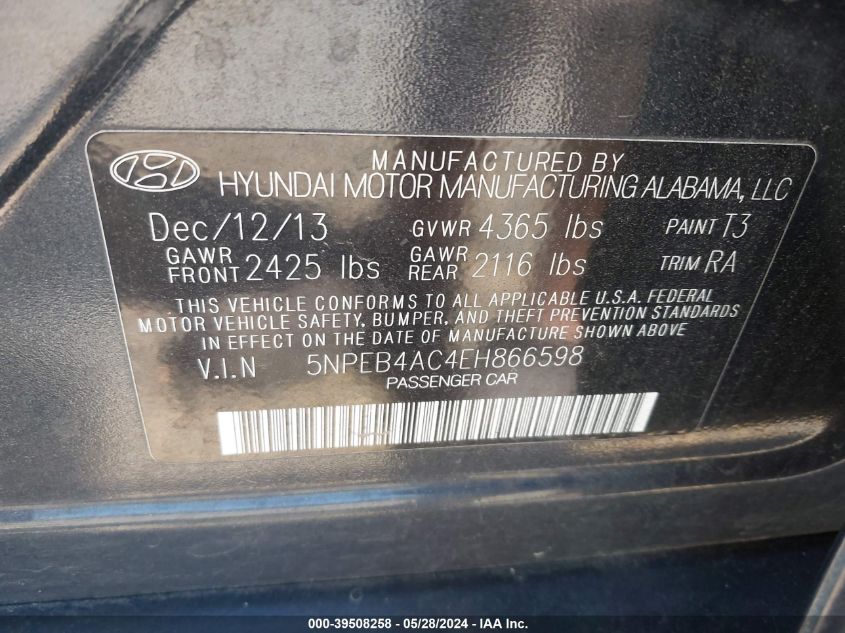 MANUFACTURED BY
HYUNDAI MOTOR MANUFACTURING ALABAMA, LLC
Dec/12/13 GVWR 4365 lbs PAINT T3
GAWR FRONT 2425 lbs GAWR REAR 2116 lbs TRIM RA
THIS VEHICLE CONFORMS TO ALL APPLICABLE U.S.A. FEDERAL
MOTOR VEHICLE SAFETY, BUMPER, AND THEFT PREVENTION STANDARDS
IN EFFECT ON THE DATE OF MANUFACTURE SHOWN ABOVE
V.I.N 5NPEB4AC4EH866598
PASSENGER CAR
000-39508258 - 05/28/2024 - IAA Inc.